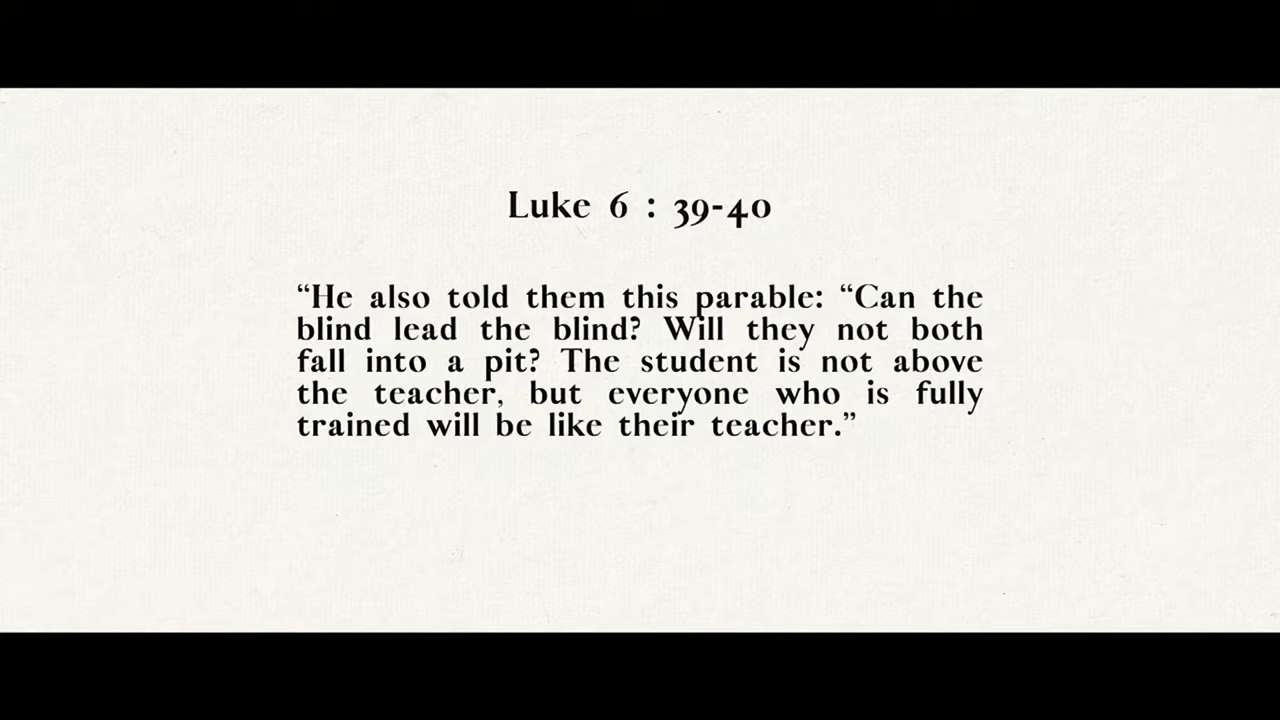 Luke 6 : 39-40
“He also told them this parable: “Can the
blind lead the blind? Will they not both
fall into a pit? The student is not above
the teacher, but everyone who is fully
trained will be like their teacher.”